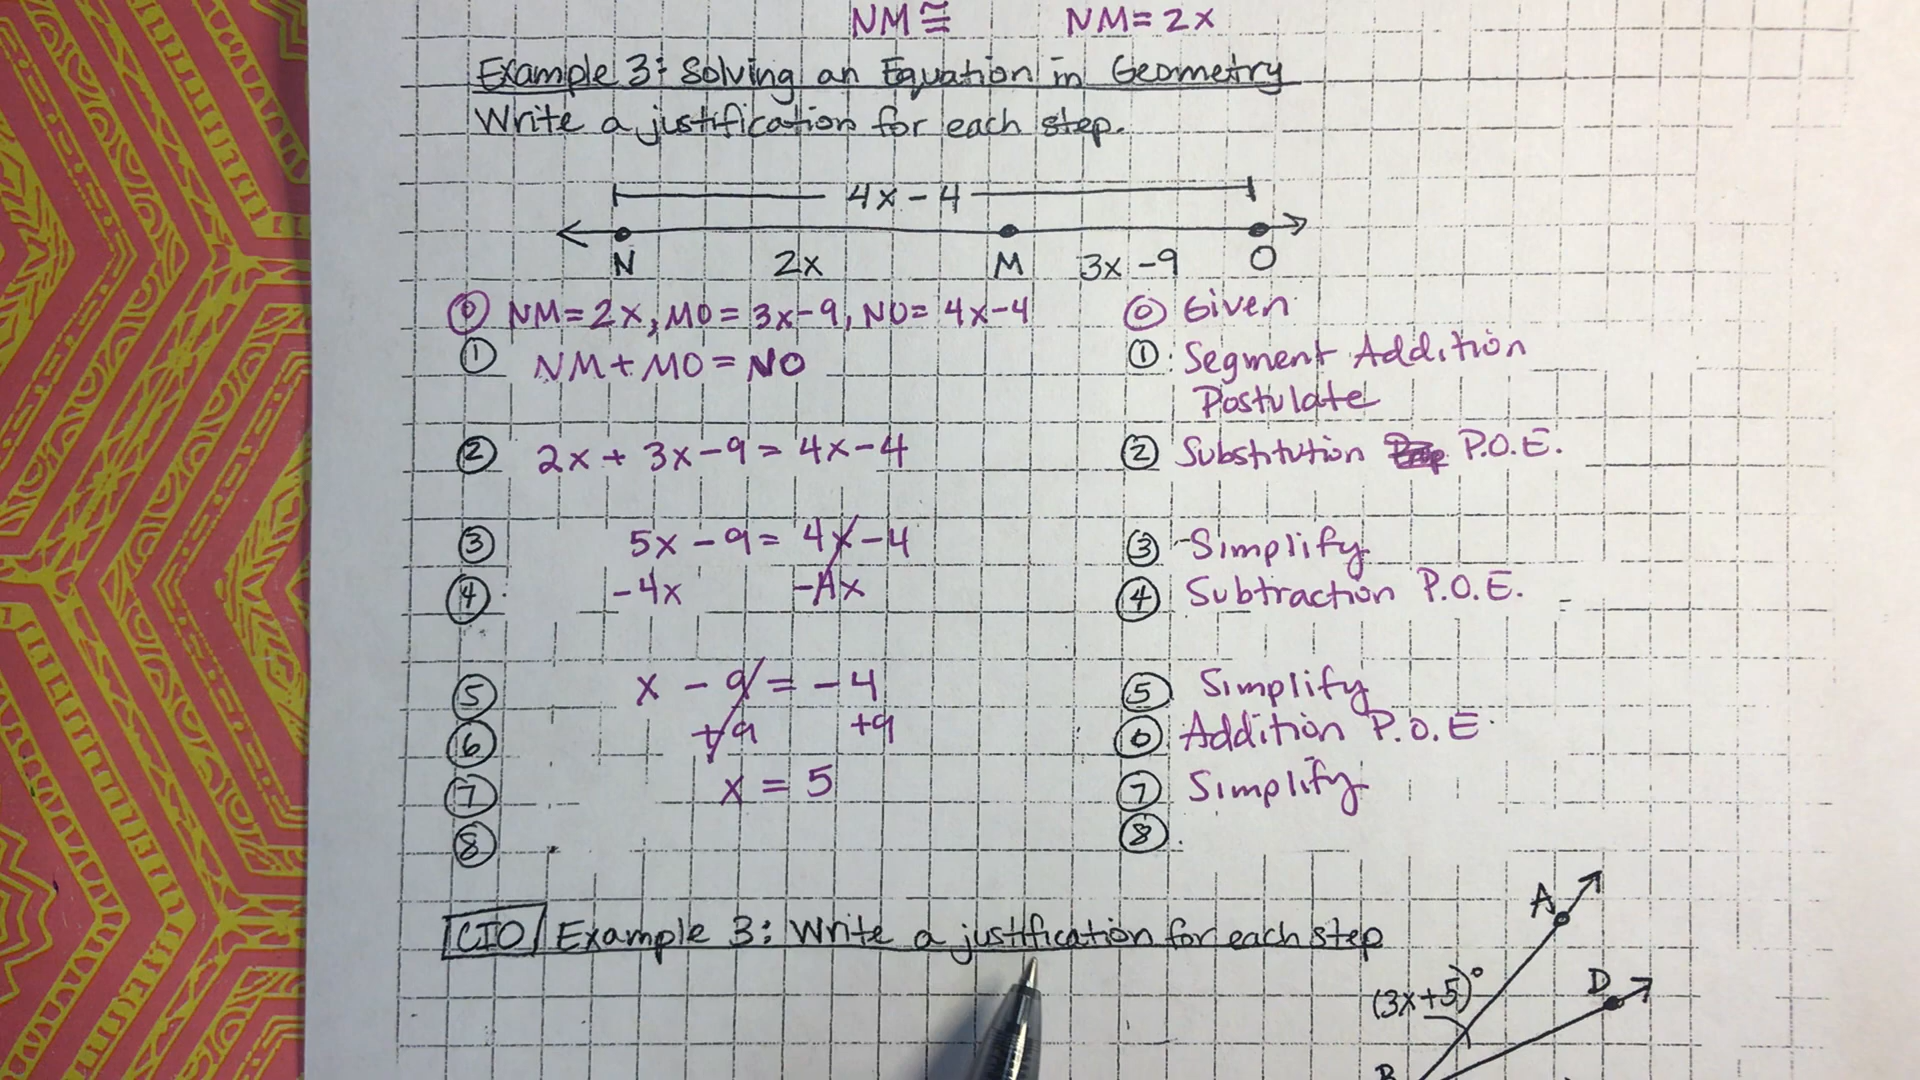 NM≅ NM=2x
Example 3: Solving an Equation in Geometry
Write a justification for each step.
4x-4
N 2x M 3x-9 O
⓪ NM=2x, MO=3x-9, NO=4x-4 ⓪ Given
① NM+MO=NO ① Segment Addition
Postulate
② 2x+3x-9=4x-4 ② Substitution P.O.E.
③ 5x-9=4x-4 ③ Simplify
④ -4x -4x ④ Subtraction P.O.E.
⑤ x-9=-4 ⑤ Simplify
⑥ +9 +9 ⑥ Addition P.O.E
⑦ x=5 ⑦ Simplify
⑧ ⑧
CIO Example 3: Write a justification for each step
A
D
(3x+5)°
B